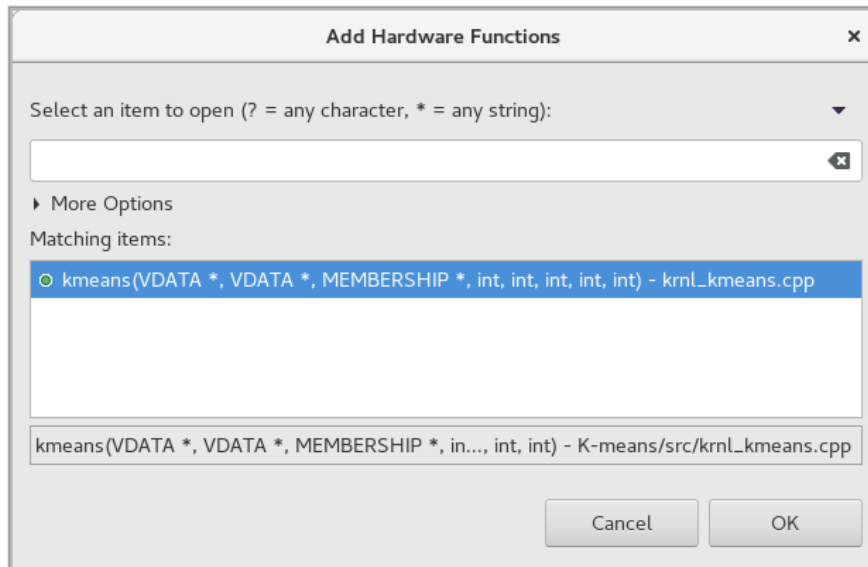 Add Hardware Functions
Select an item to open (? = any character, * = any string):
More Options
Matching items:
kmeans(VDATA *, VDATA *, MEMBERSHIP *, int, int, int, int, int) - krnl_kmeans.cpp
kmeans(VDATA *, VDATA *, MEMBERSHIP *, in..., int, int) - K-means/src/krnl_kmeans.cpp
Cancel
OK